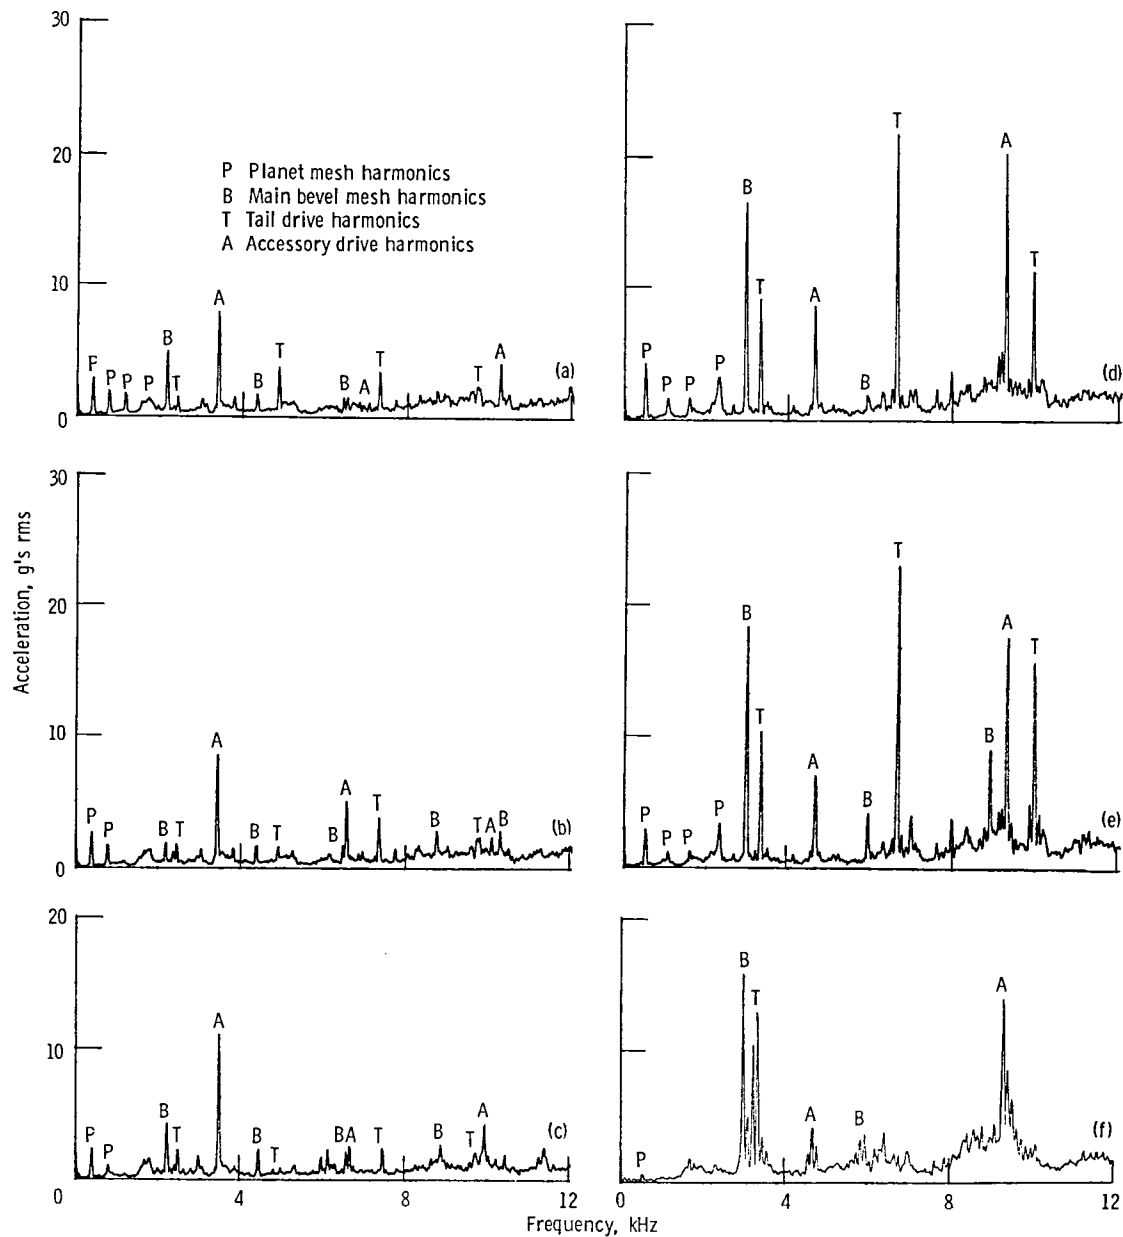 30
20
10
0
P Planet mesh harmonics
B Main bevel mesh harmonics
T Tail drive harmonics
A Accessory drive harmonics
P P P P B T A B T B A T T A (a)
P P P P B T A B T A T (d)
30
20
10
0
Acceleration, g's rms
P P B T A B T B A T B T A B (b)
P P P P B T A B T B A T (e)
20
10
0
P P B T A B T B A T B T A (c)
4 8 12
P B T A B A (f)
0 4 8 12
Frequency, kHz